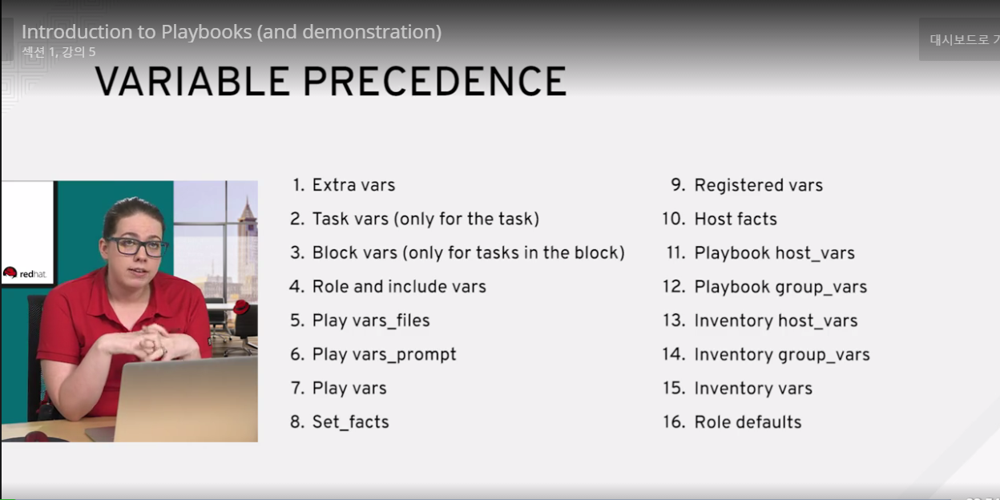 Introduction to Playbooks (and demonstration)
섹션 1, 강의 5
대시보드로
VARIABLE PRECEDENCE
redhat.
1. Extra vars
2. Task vars (only for the task)
3. Block vars (only for tasks in the block)
4. Role and include vars
5. Play vars_files
6. Play vars_prompt
7. Play vars
8. Set_facts
9. Registered vars
10. Host facts
11. Playbook host_vars
12. Playbook group_vars
13. Inventory host_vars
14. Inventory group_vars
15. Inventory vars
16. Role defaults